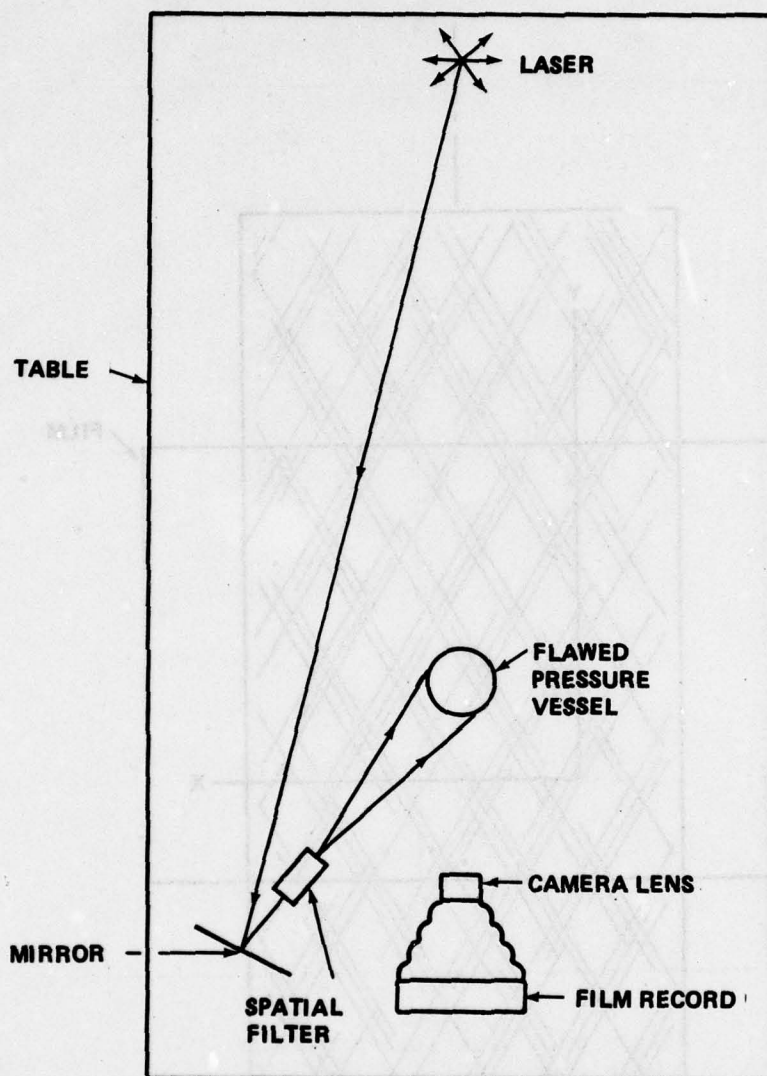 LASER
TABLE
FLAWED
PRESSURE
VESSEL
CAMERA LENS
MIRROR
FILM RECORD
SPATIAL
FILTER